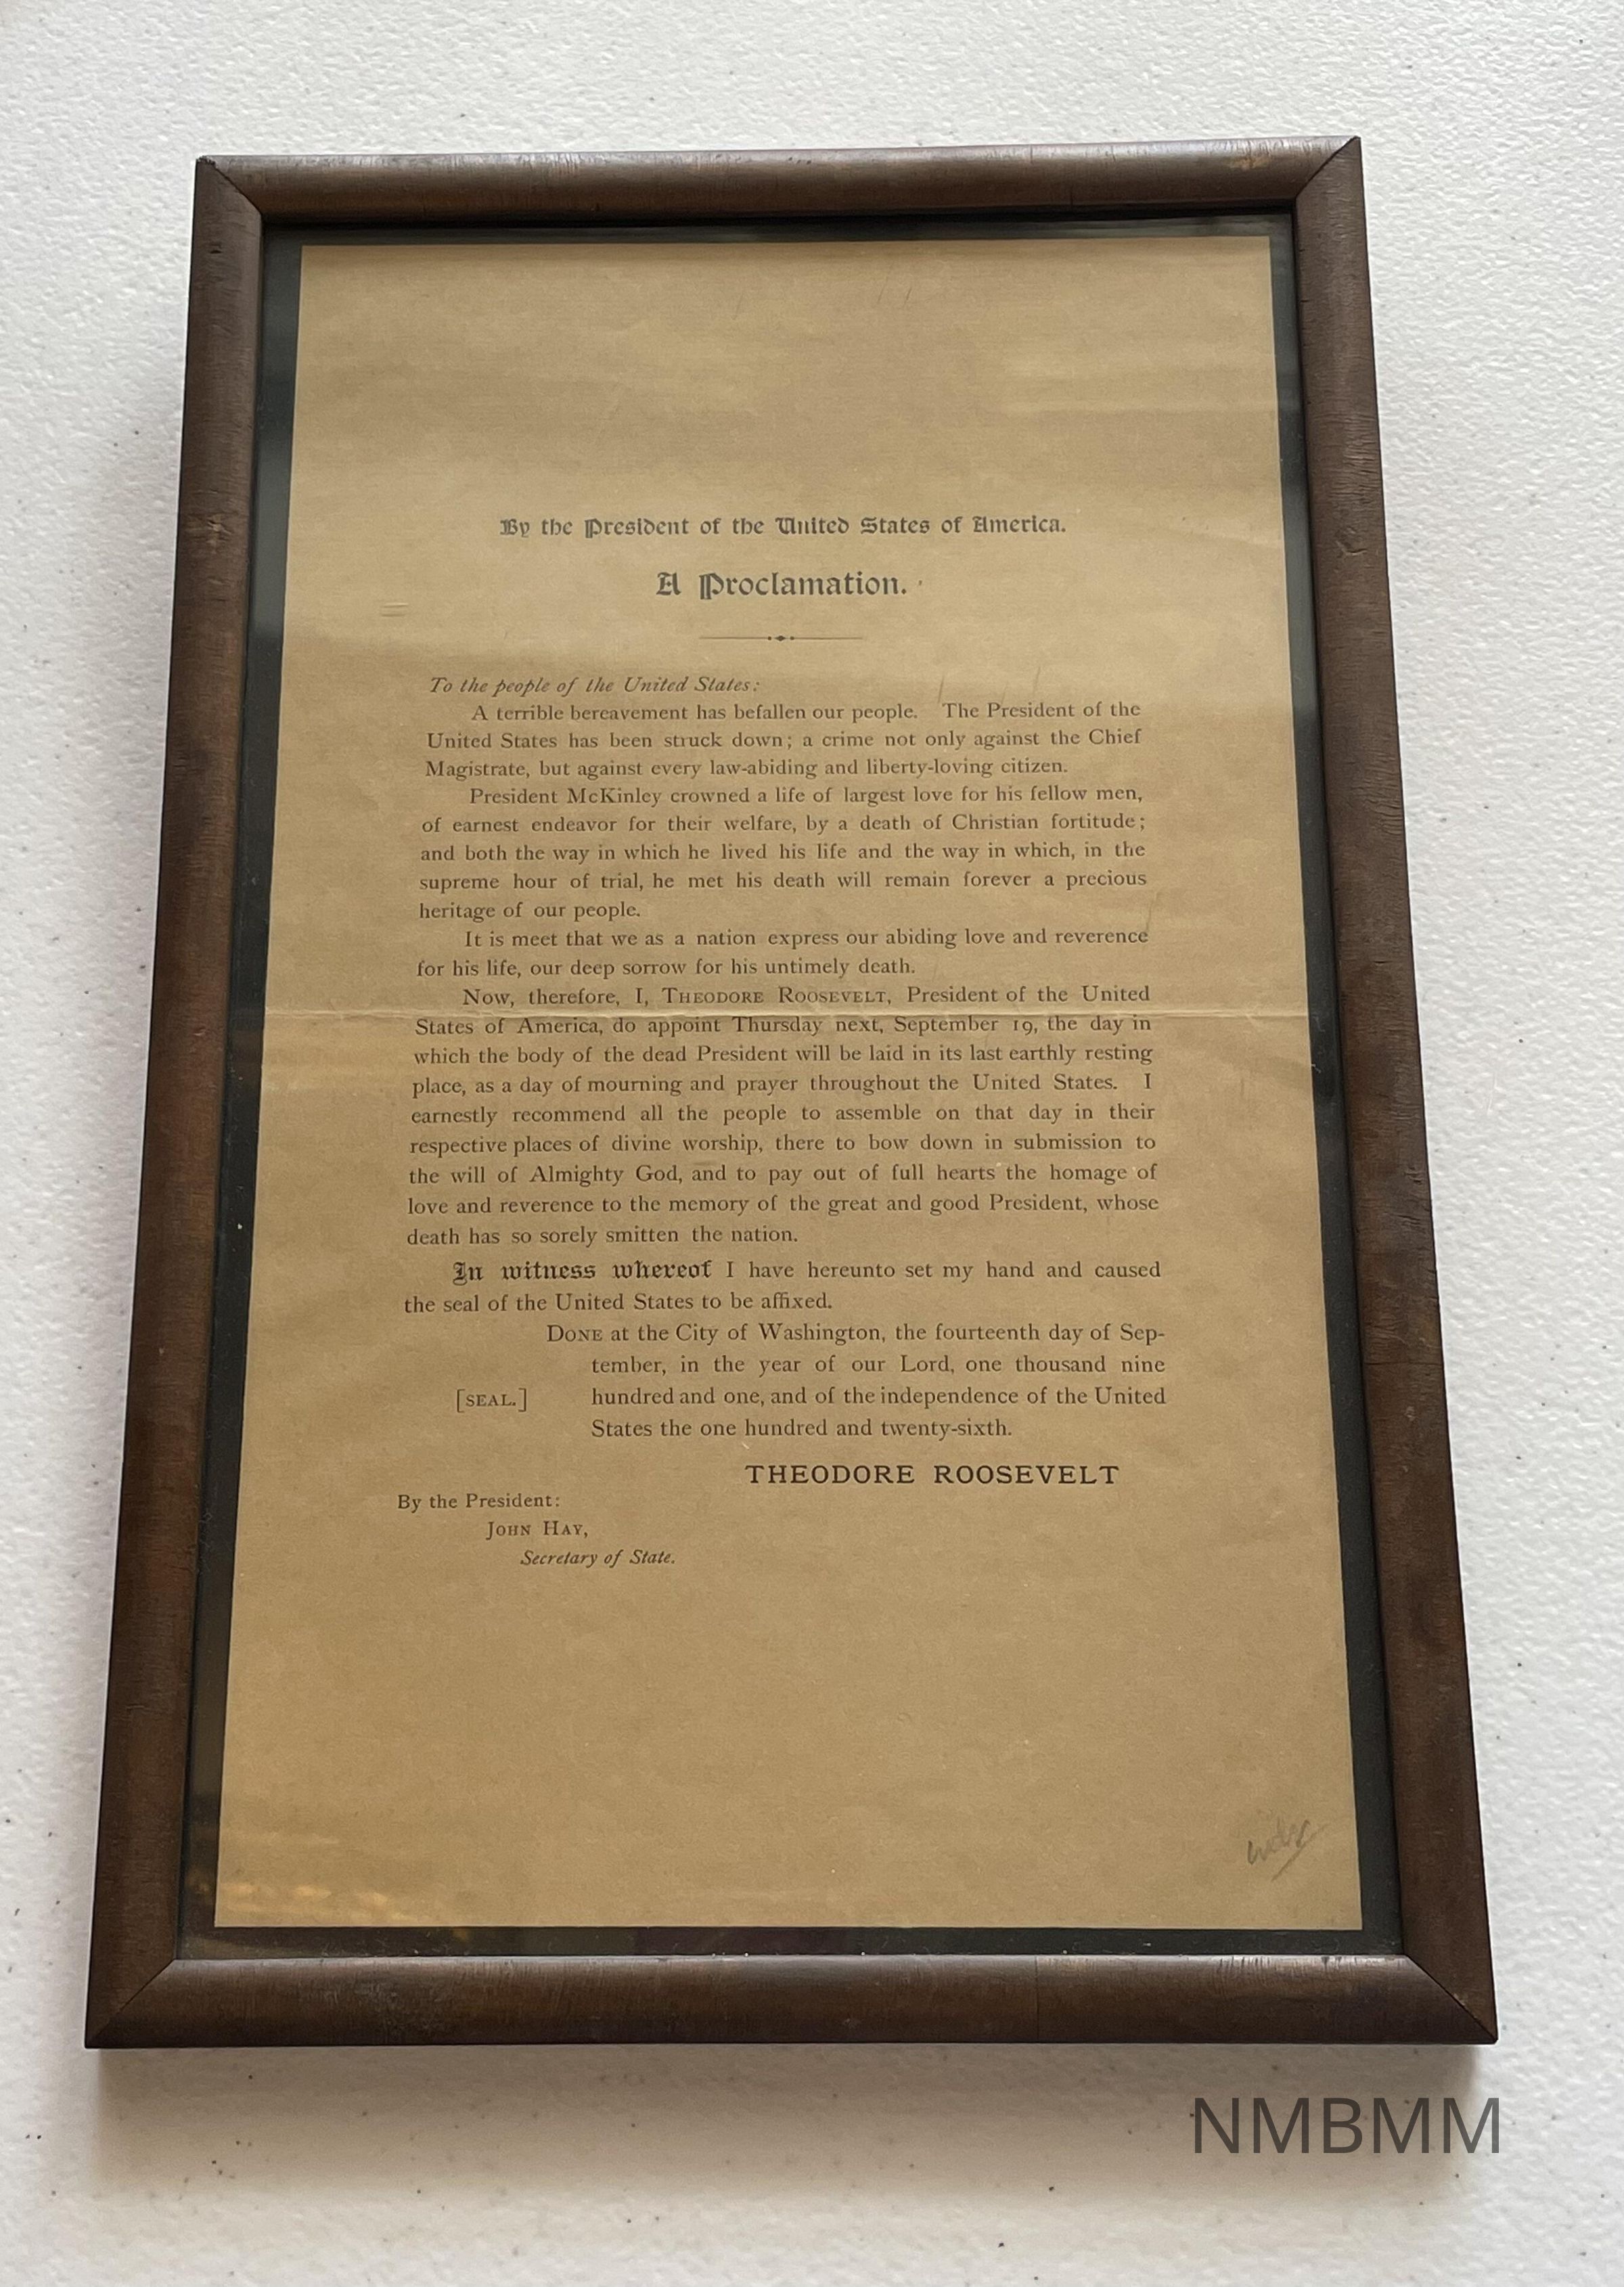 By the President of the United States of America.
A Proclamation.
To the people of the United States:
A terrible bereavement has befallen our people. The President of the
United States has been struck down; a crime not only against the Chief
Magistrate, but against every law-abiding and liberty-loving citizen.
President McKinley crowned a life of largest love for his fellow men,
of earnest endeavor for their welfare, by a death of Christian fortitude;
and both the way in which he lived his life and the way in which, in the
supreme hour of trial, he met his death will remain forever a precious
heritage of our people.
It is meet that we as a nation express our abiding love and reverence
for his life, our deep sorrow for his untimely death.
Now, therefore, I, THEODORE ROOSEVELT, President of the United
States of America, do appoint Thursday next, September 19, the day in
which the body of the dead President will be laid in its last earthly resting
place, as a day of mourning and prayer throughout the United States. I
earnestly recommend all the people to assemble on that day in their
respective places of divine worship, there to bow down in submission to
the will of Almighty God, and to pay out of full hearts the homage of
love and reverence to the memory of the great and good President, whose
death has so sorely smitten the nation.
In witness whereof I have hereunto set my hand and caused
the seal of the United States to be affixed.
DONE at the City of Washington, the fourteenth day of Sep-
tember, in the year of our Lord, one thousand nine
[SEAL.] hundred and one, and of the independence of the United
States the one hundred and twenty-sixth.
THEODORE ROOSEVELT
By the President:
JOHN HAY,
Secretary of State.
NMBMM